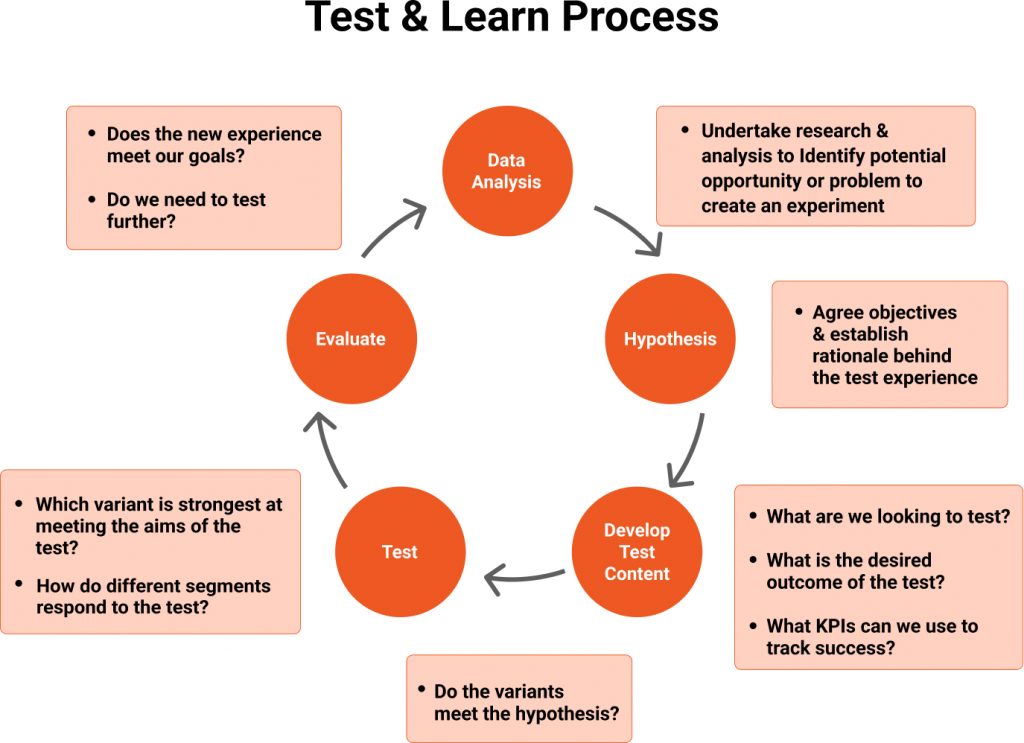 Test & Learn Process
• Does the new experience
meet our goals?
• Do we need to test
further?
Data
Analysis
• Undertake research &
analysis to Identify potential
opportunity or problem to
create an experiment
Evaluate
Hypothesis
• Agree objectives
& establish
rationale behind
the test experience
• Which variant is strongest at
meeting the aims of the
test?
• How do different segments
respond to the test?
Test
Develop
Test
Content
• What are we looking to test?
• What is the desired
outcome of the test?
• What KPIs can we use to
track success?
• Do the variants
meet the hypothesis?